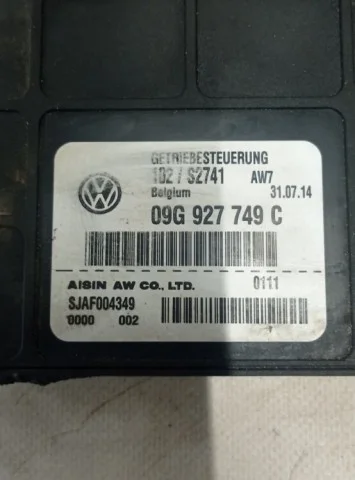 GETRIEBESTEUERUNG
102 / S2741 AW7
Belgium 31.07.14
09G 927 749 C
AISIN AW CO., LTD. 0111
SJAF004349
0000 002